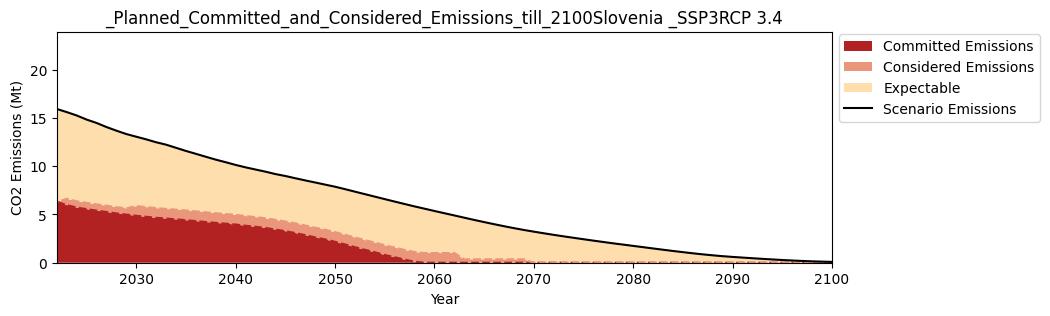 _Planned_Committed_and_Considered_Emissions_till_2100Slovenia _SSP3RCP 3.4
CO2 Emissions (Mt)
20
15
10
5
0
2030
2040
2050
2060
2070
2080
2090
2100
Year
Committed Emissions
Considered Emissions
Expectable
Scenario Emissions